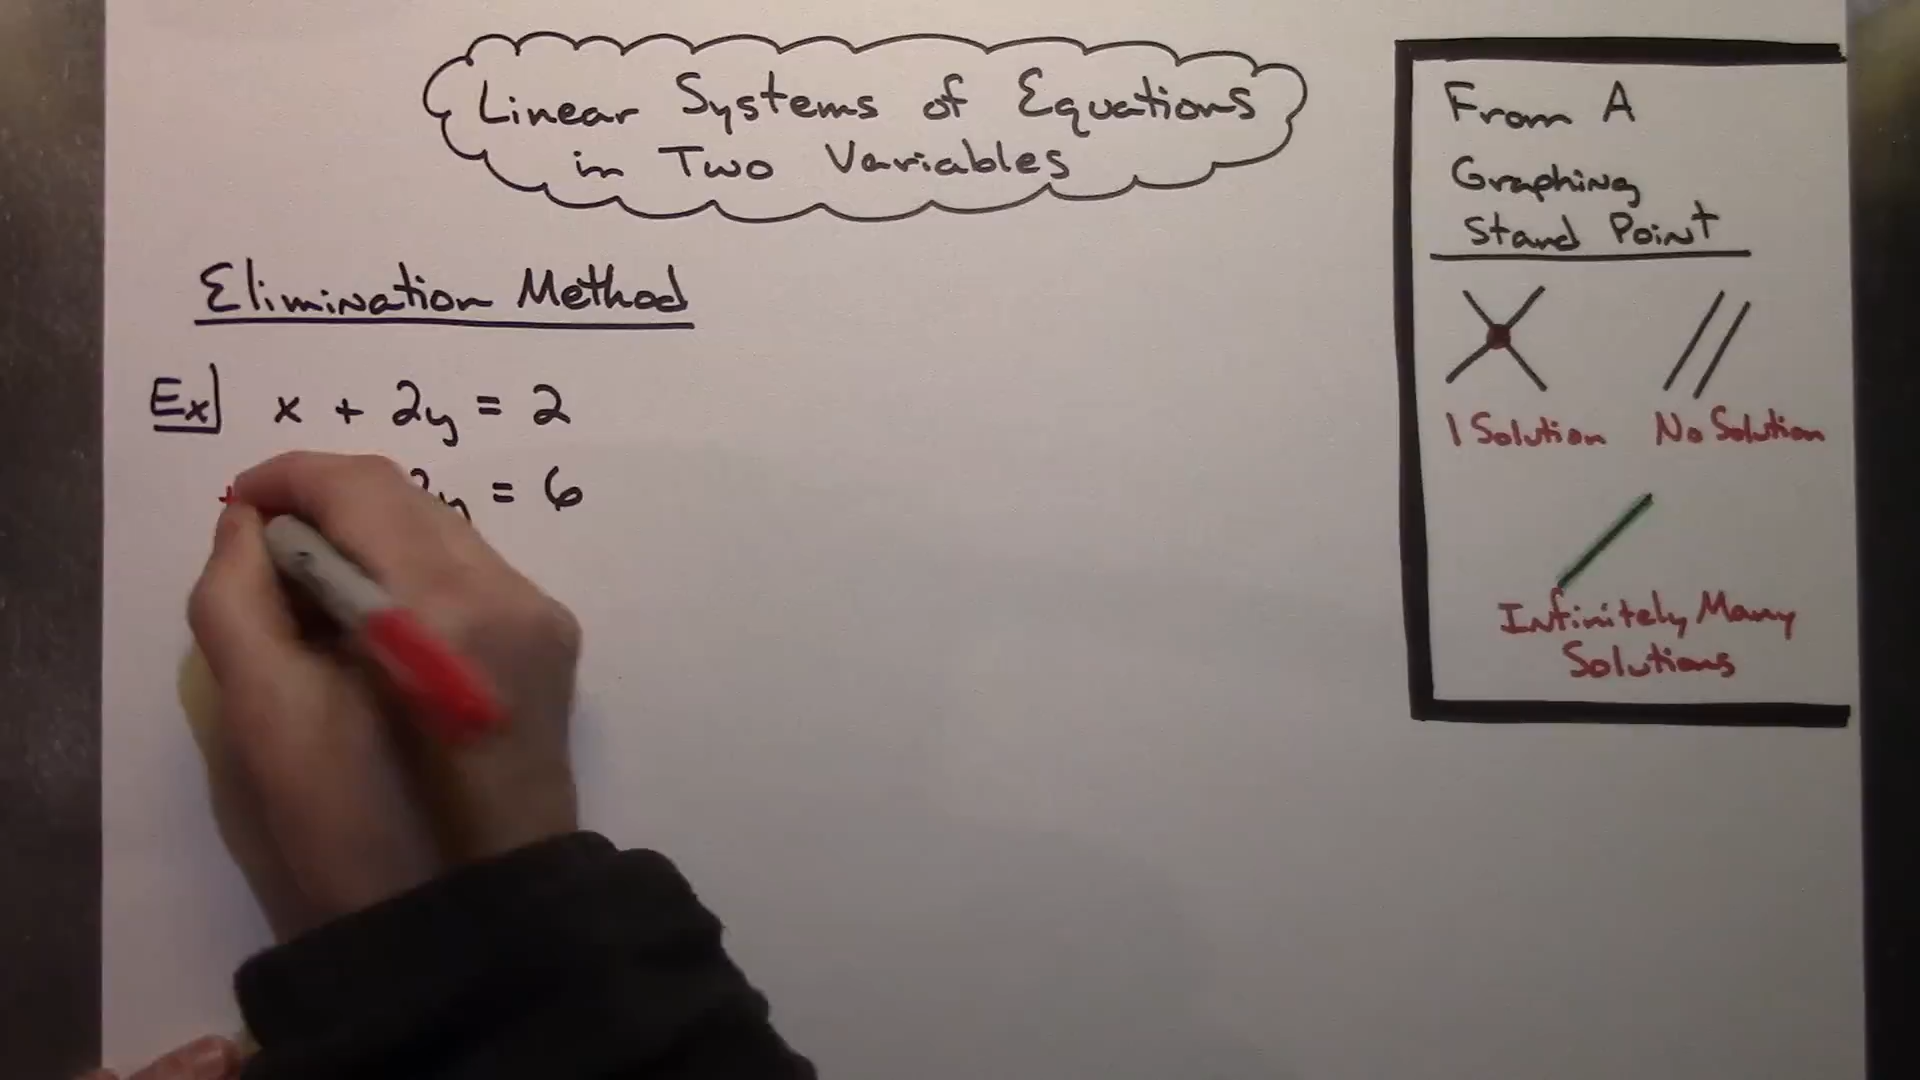 Linear Systems of Equations
in Two Variables
Elimination Method
Ex) x + 2y = 2
= 6
From A
Graphing
Stand Point
1 Solution
No Solution
Infinitely Many
Solutions